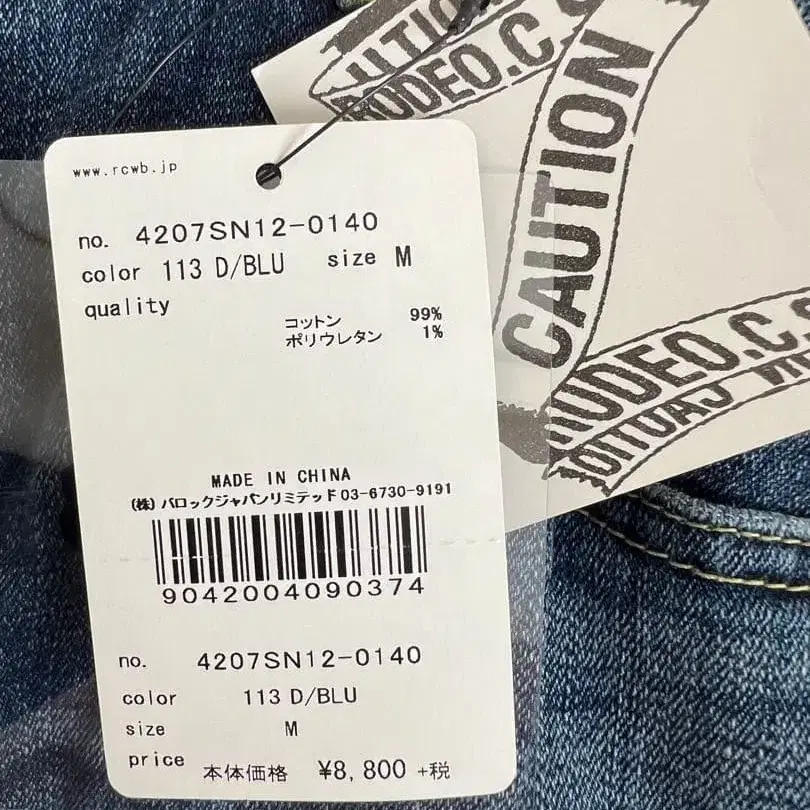 www.rcwb.jp
no. 4207SN12-0140
color 113 D/BLU size M
quality
コットン 99%
ポリウレタン 1%
MADE IN CHINA
(株)バロックジャパンリミテッド 03-6730-9191
9042004090374
no. 4207SN12-0140
color 113 D/BLU
size M
price 本体価格 ¥8,800 +税
RODEO.C.
CAUTION
RODEO.C.
CAUTION